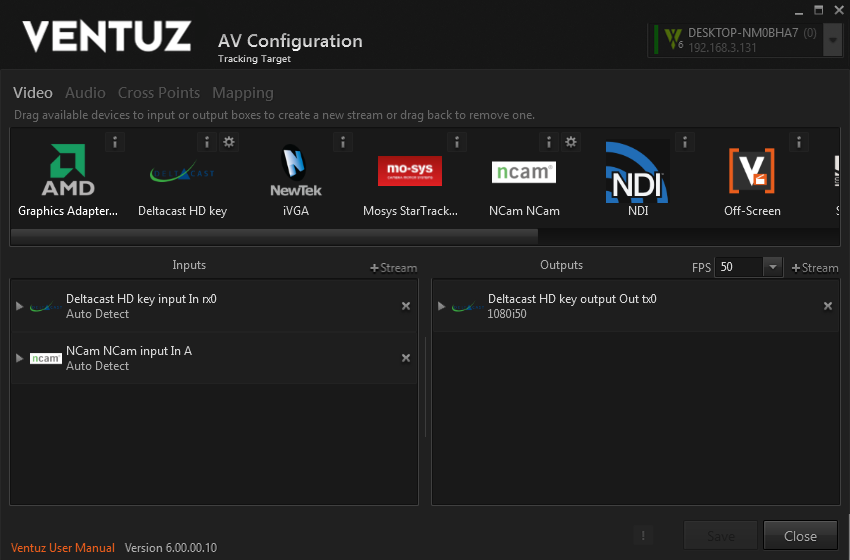 VENTUZ
AV Configuration
Tracking Target
DESKTOP-NM0BHA7 (0)
192.168.3.131
6
Video Audio Cross Points Mapping
Drag available devices to input or output boxes to create a new stream or drag back to remove one.
AMD
DELTACAST
NewTek
mo-sys
ncam
NDI
Graphics Adapter...
Deltacast HD key
iVGA
Mosys StarTrack...
NCam NCam
NDI
Off-Screen
Inputs
+Stream
Outputs
FPS 50
+Stream
Deltacast HD key input In rx0
Auto Detect
ncam
NCam NCam input In A
Auto Detect
Deltacast HD key output Out tx0
1080i50
Save
Close
Ventuz User Manual Version 6.00.00.10